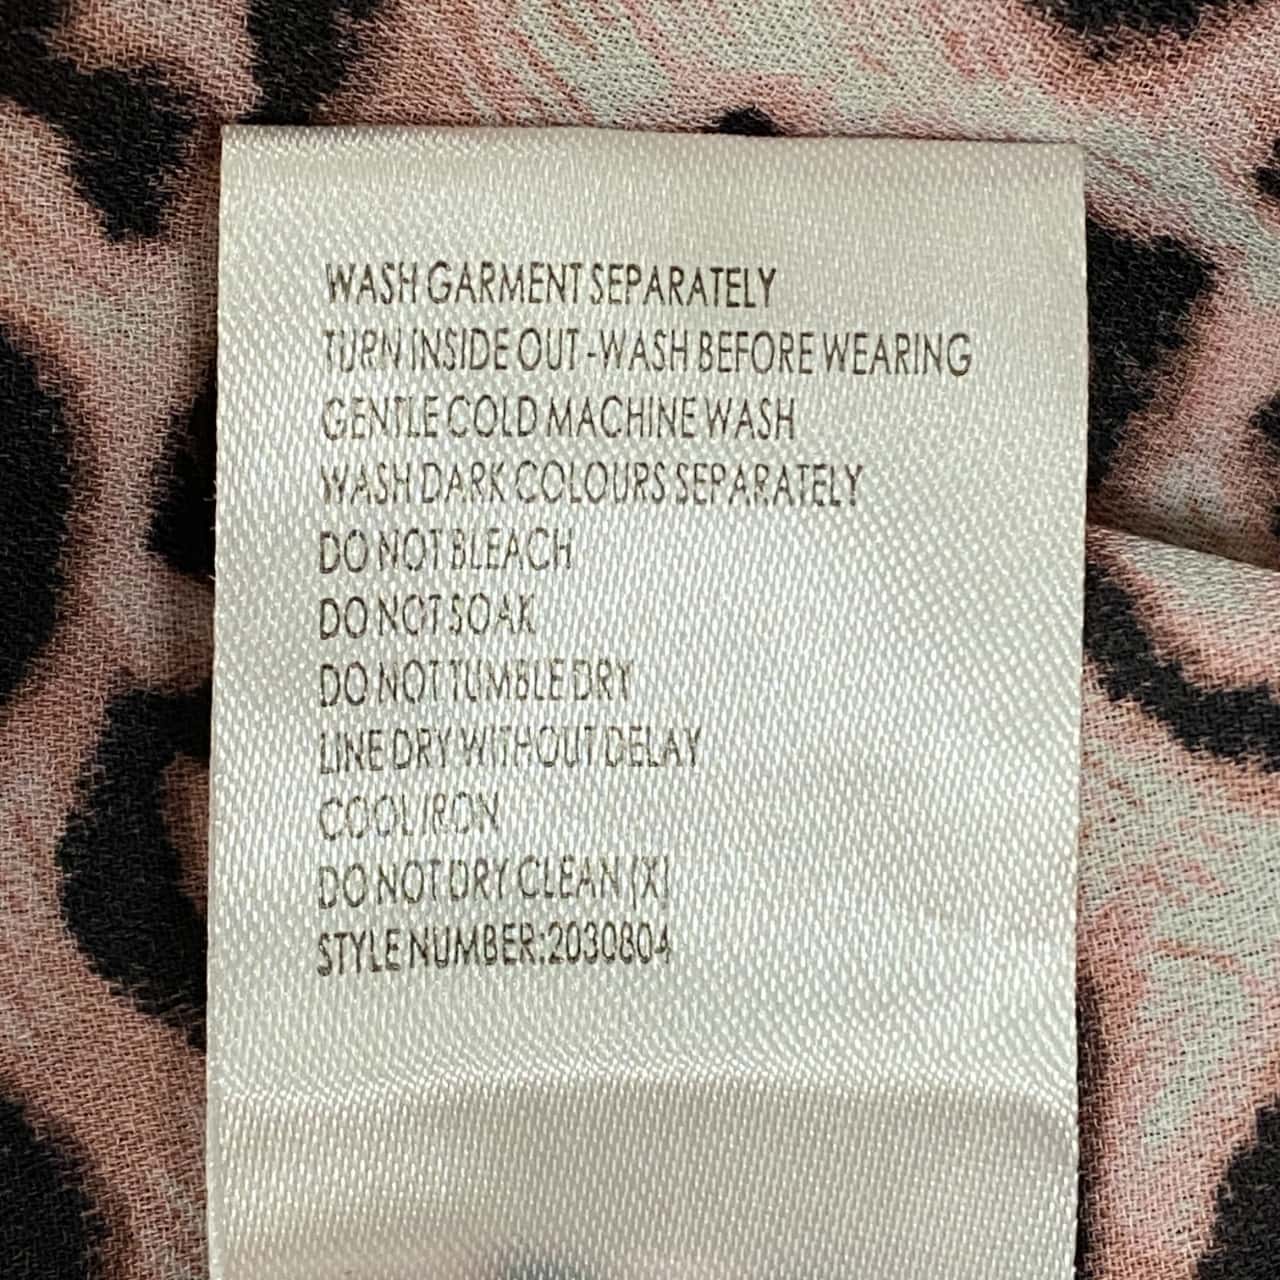 WASH GARMENT SEPARATELY
TURN INSIDE OUT -WASH BEFORE WEARING
GENTLE COLD MACHINE WASH
WASH DARK COLOURS SEPARATELY
DO NOT BLEACH
DO NOT SOAK
DO NOT TUMBLE DRY
LINE DRY WITHOUT DELAY
COOL IRON
DO NOT DRY CLEAN (X)
STYLE NUMBER:2030804